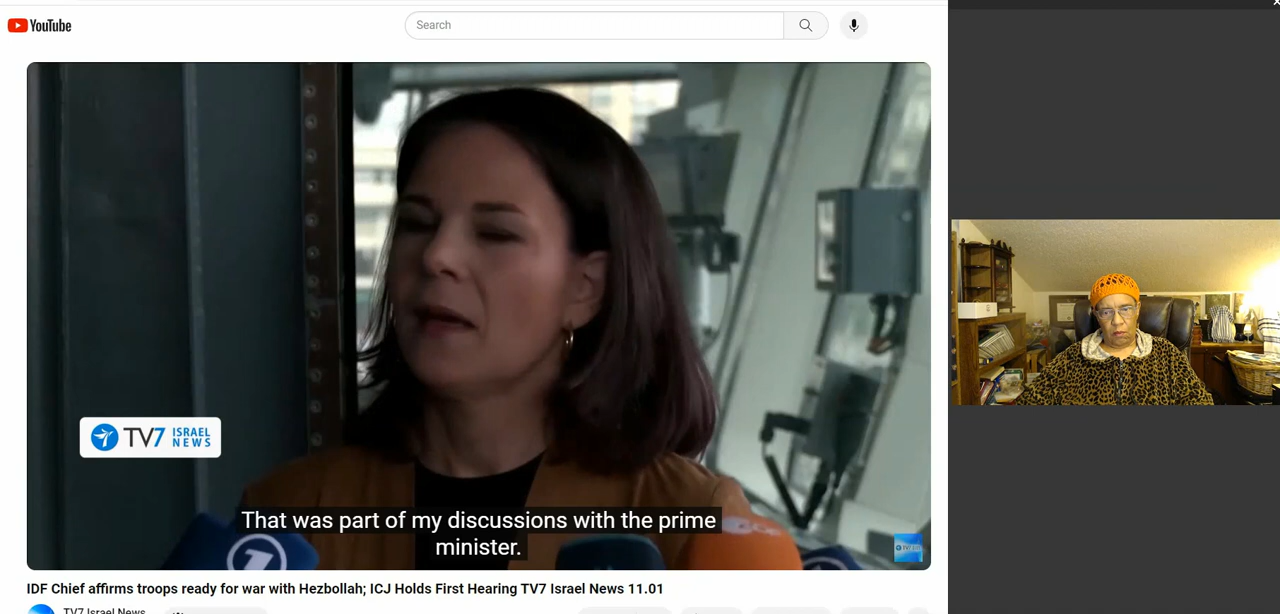 YouTube
Search
TV7 ISRAEL NEWS
That was part of my discussions with the prime
minister.
1
IDF Chief affirms troops ready for war with Hezbollah; ICJ Holds First Hearing TV7 Israel News 11.01
TV7 Israel News